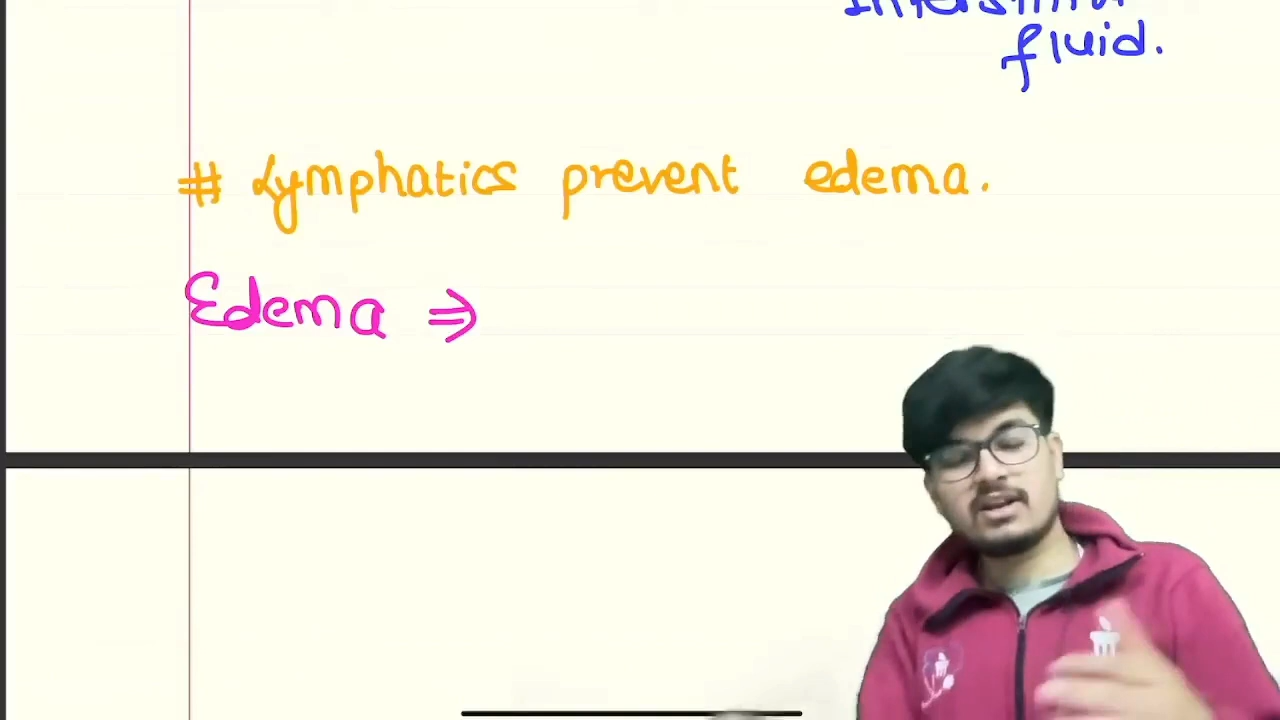 fluid.
# Lymphatics prevent edema.
Edema ⇒